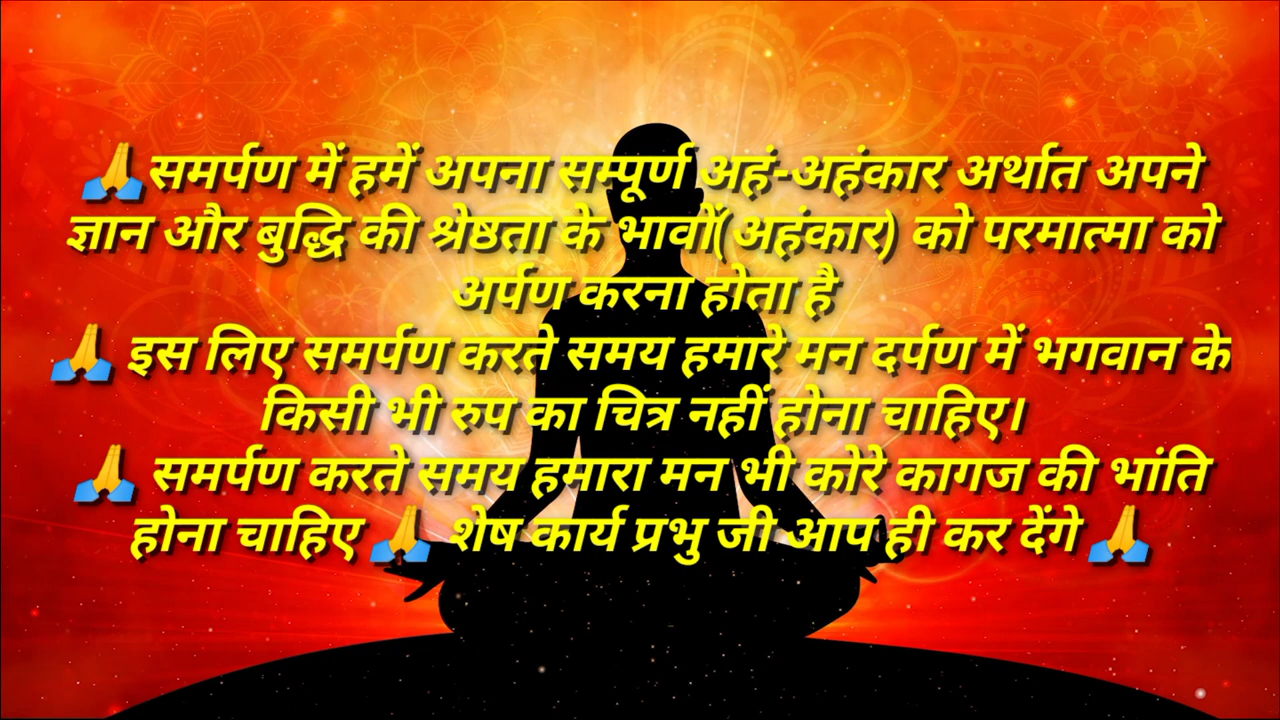 🙏समर्पण में हमें अपना सम्पूर्ण अहं-अहंकार अर्थात अपने
ज्ञान और बुद्धि की श्रेष्ठता के भावों(अहंकार) को परमात्मा को
अर्पण करना होता है
🙏 इस लिए समर्पण करते समय हमारे मन दर्पण में भगवान के
किसी भी रुप का चित्र नहीं होना चाहिए।
🙏 समर्पण करते समय हमारा मन भी कोरे कागज की भांति
होना चाहिए 🙏 शेष कार्य प्रभु जी आप ही कर देंगे 🙏